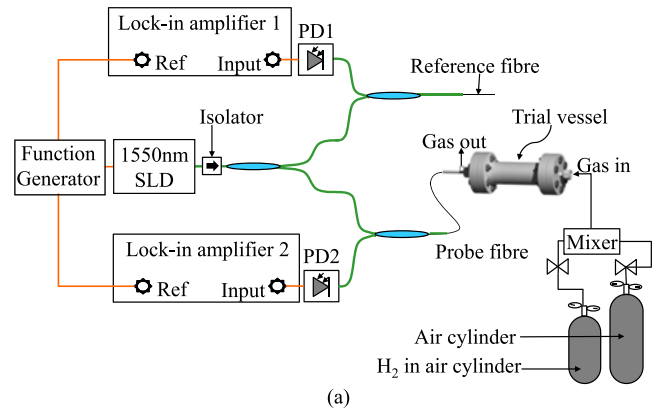 Lock-in amplifier 1
Ref
Input
PD1
Reference fibre
Isolator
Trial vessel
Gas out
Gas in
Function
Generator
1550nm
SLD
Mixer
Lock-in amplifier 2
Ref
Input
PD2
Probe fibre
Air cylinder
H₂ in air cylinder
(a)